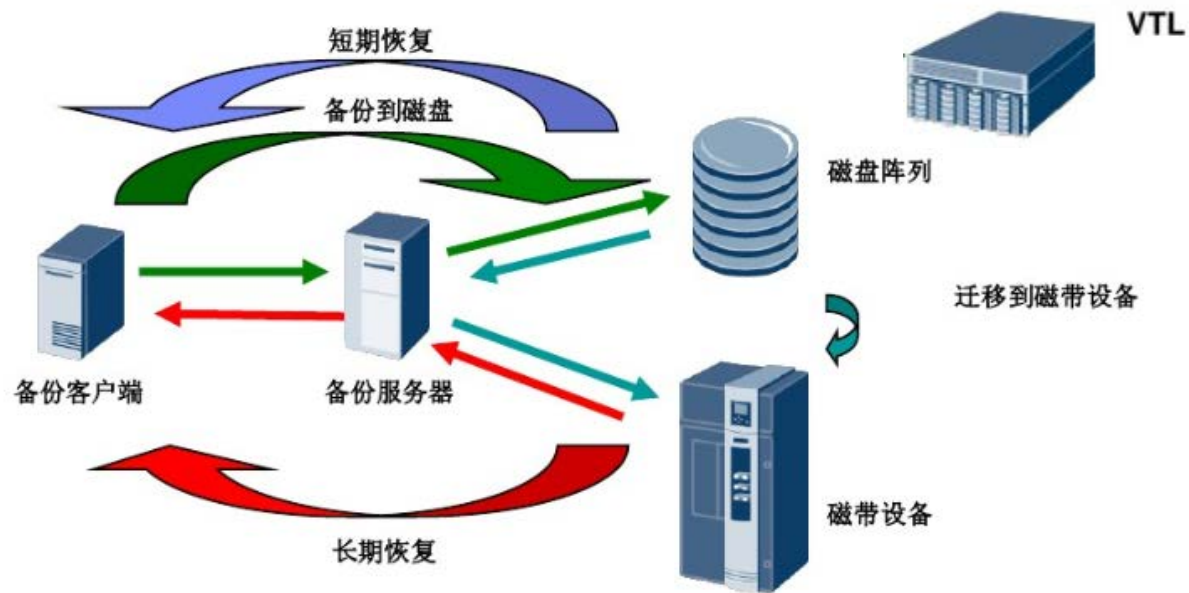 短期恢复
VTL
备份到磁盘
磁盘阵列
迁移到磁带设备
备份客户端
备份服务器
磁带设备
长期恢复